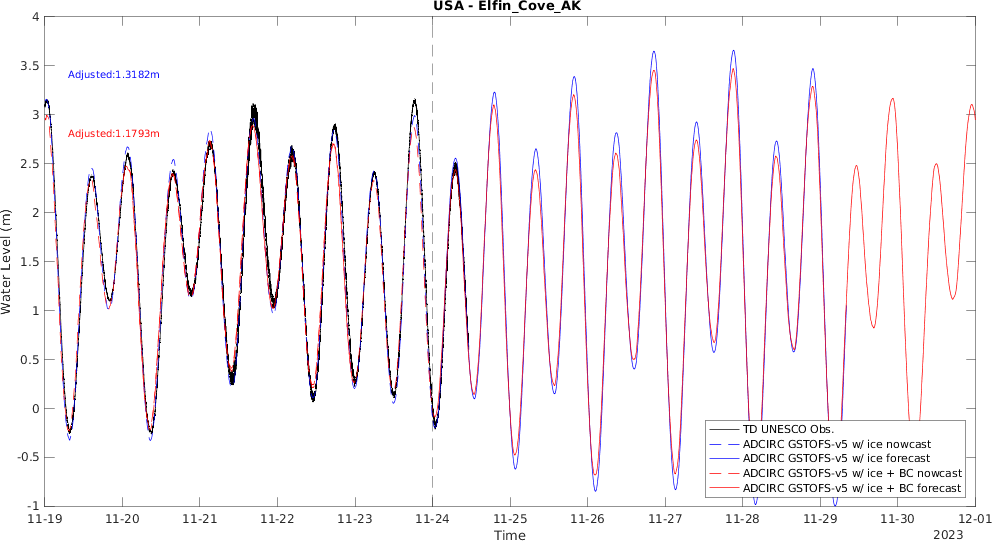 USA - Elfin_Cove_AK
Water Level (m)
4
3.5
3
2.5
2
1.5
1
0.5
0
-0.5
-1
Adjusted:1.3182m
Adjusted:1.1793m
TD UNESCO Obs.
ADCIRC GSTOFS-v5 w/ ice nowcast
ADCIRC GSTOFS-v5 w/ ice forecast
ADCIRC GSTOFS-v5 w/ ice + BC nowcast
ADCIRC GSTOFS-v5 w/ ice + BC forecast
11-19 11-20 11-21 11-22 11-23 11-24 11-25 11-26 11-27 11-28 11-29 11-30 12-01
Time
2023